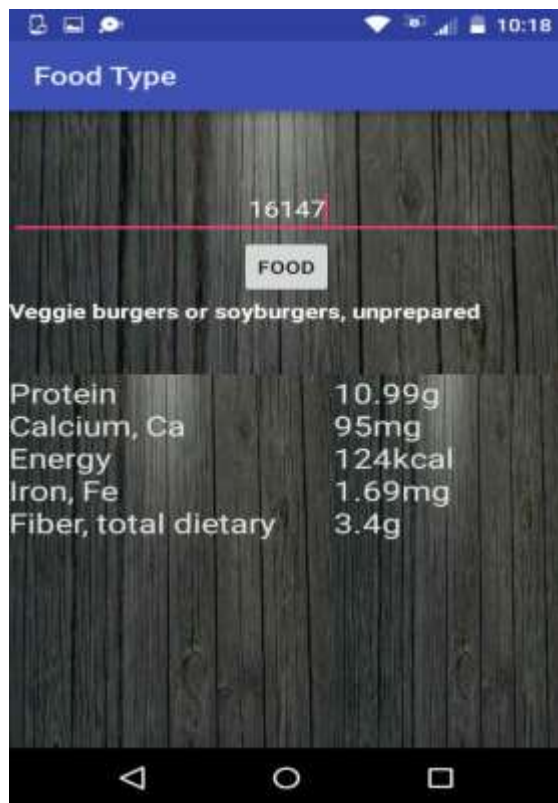 10:18
Food Type
16147
FOOD
Veggie burgers or soyburgers, unprepared
Protein 10.99g
Calcium, Ca 95mg
Energy 124kcal
Iron, Fe 1.69mg
Fiber, total dietary 3.4g